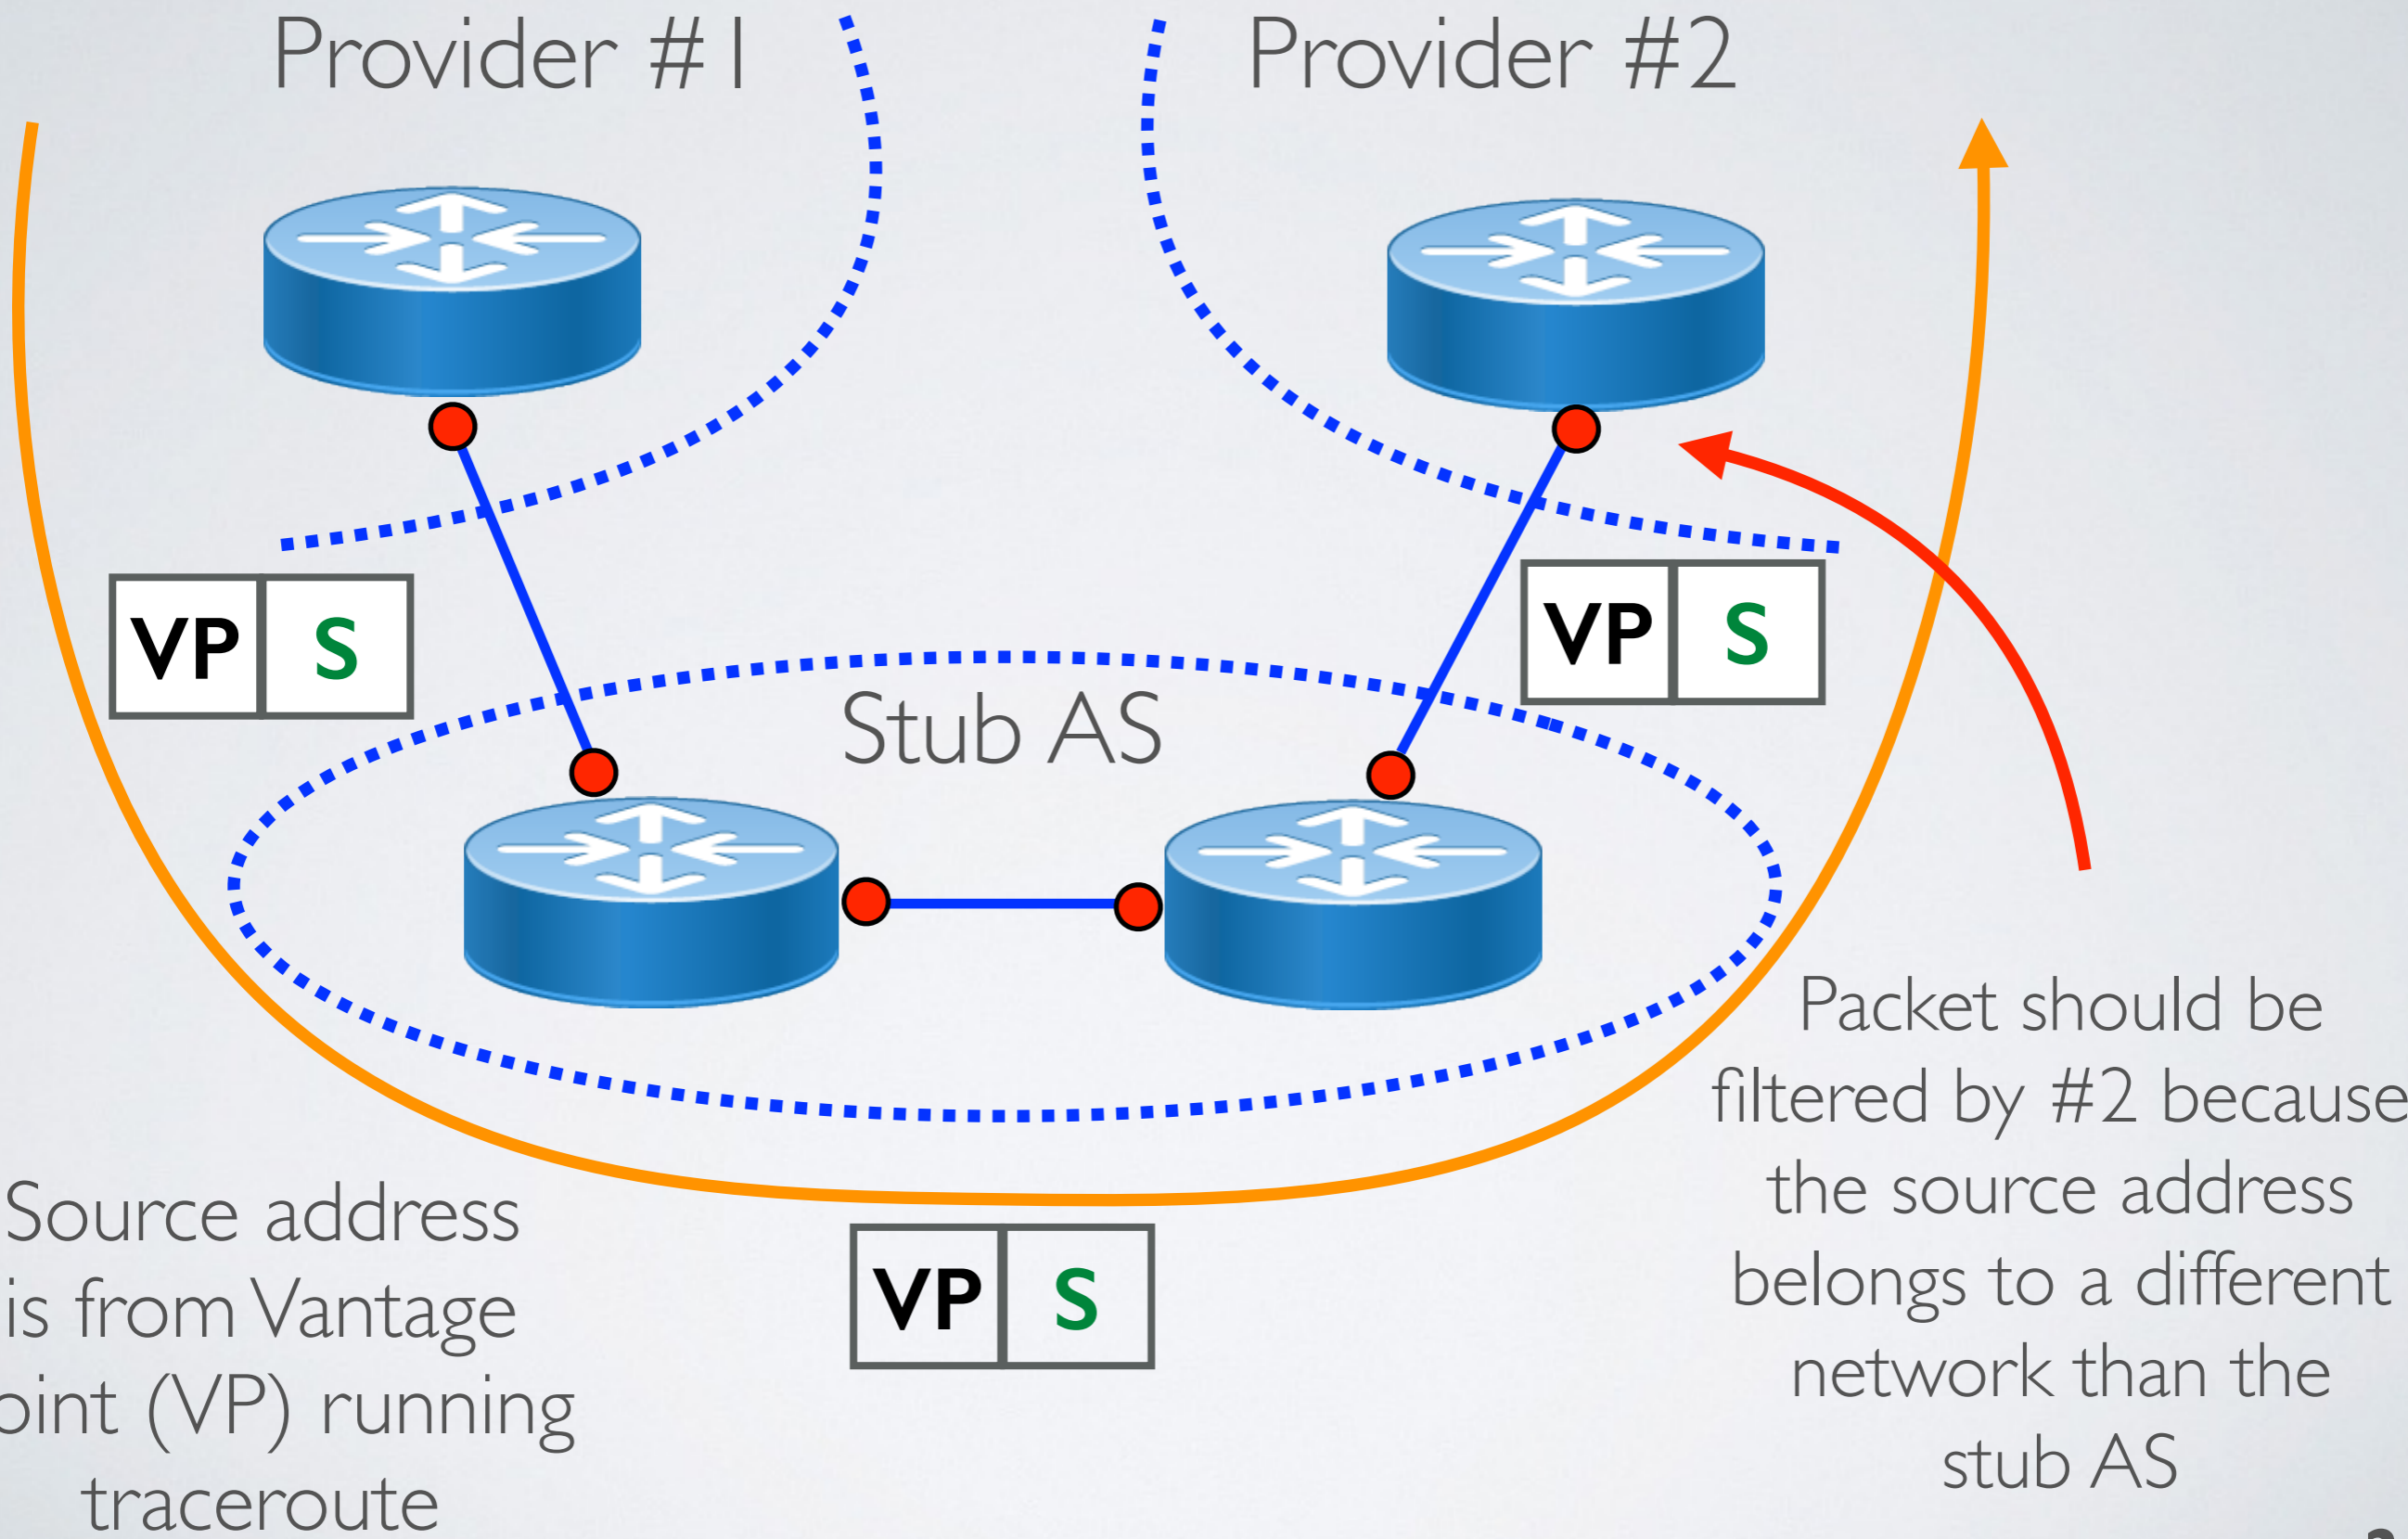 Provider #1
Provider #2
VP S
VP S
Stub AS
Packet should be
filtered by #2 because
the source address
belongs to a different
network than the
stub AS
Source address
is from Vantage
oint (VP) running
traceroute
VP S